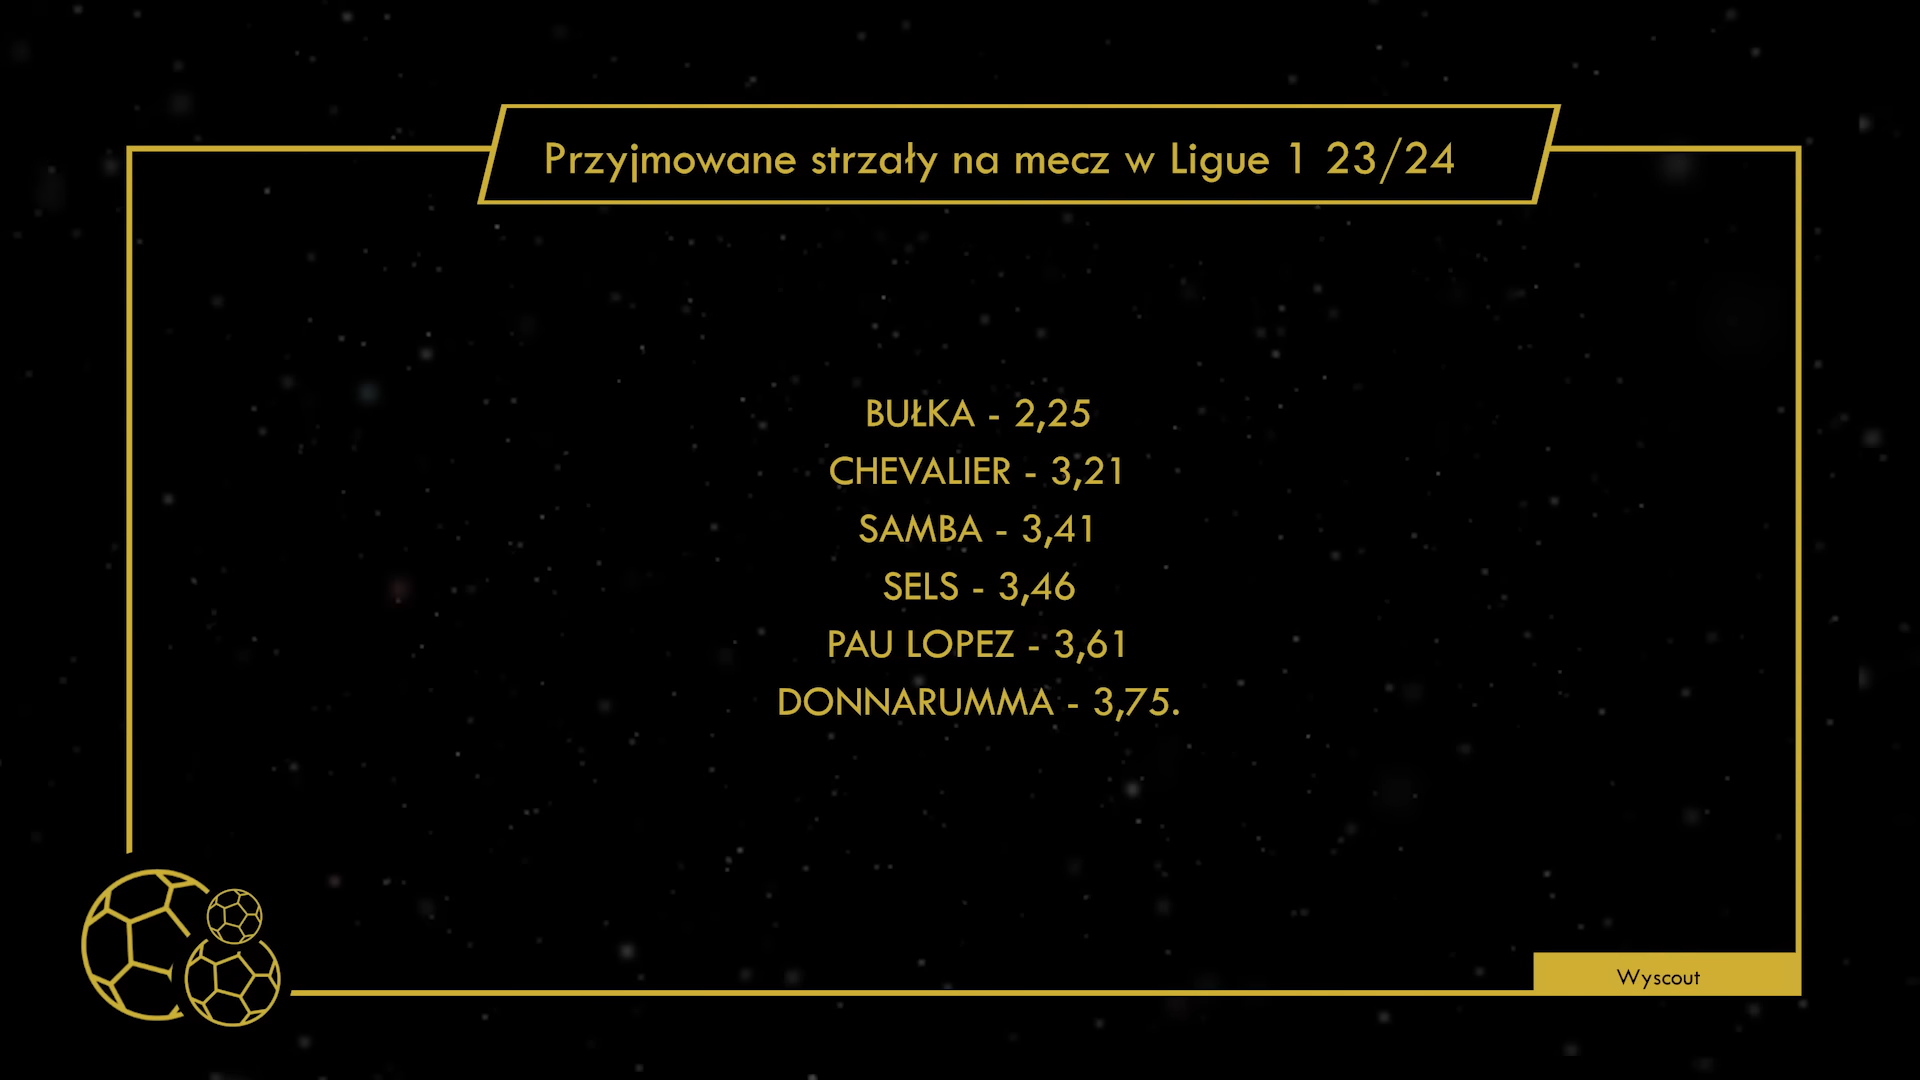 Przyjmowane strzały na mecz w Ligue 1 23/24
BUŁKA - 2,25
CHEVALIER - 3,21
SAMBA - 3,41
SELS - 3,46
PAU LOPEZ - 3,61
DONNARUMMA - 3,75.
Wyscout